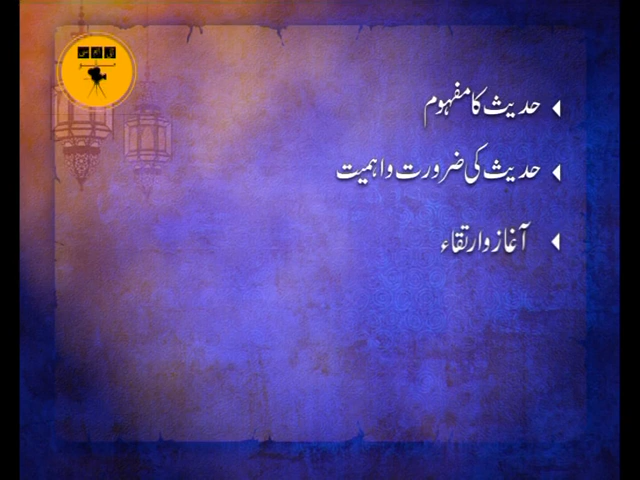 حدیث کا مفہوم
حدیث کی ضرورت و اہمیت
آغاز و ارتقاء